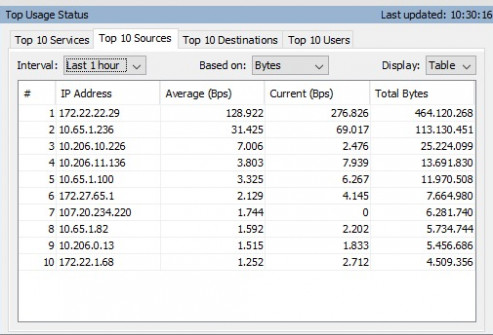 Top Usage Status Last updated: 10:30:16
Top 10 Services Top 10 Sources Top 10 Destinations Top 10 Users
Interval: Last 1 hour Based on: Bytes Display: Table
# IP Address Average (Bps) Current (Bps) Total Bytes
1 172.22.22.29 128.922 276.826 464.120.268
2 10.65.1.236 31.425 69.017 113.130.451
3 10.206.10.226 7.006 2.476 25.224.099
4 10.206.11.136 3.803 7.939 13.691.830
5 10.65.1.100 3.325 6.267 11.970.508
6 172.27.65.1 2.129 4.145 7.664.980
7 107.20.234.220 1.744 0 6.281.740
8 10.65.1.82 1.592 2.202 5.734.744
9 10.206.0.13 1.515 1.833 5.456.686
10 172.22.1.68 1.252 2.712 4.509.356